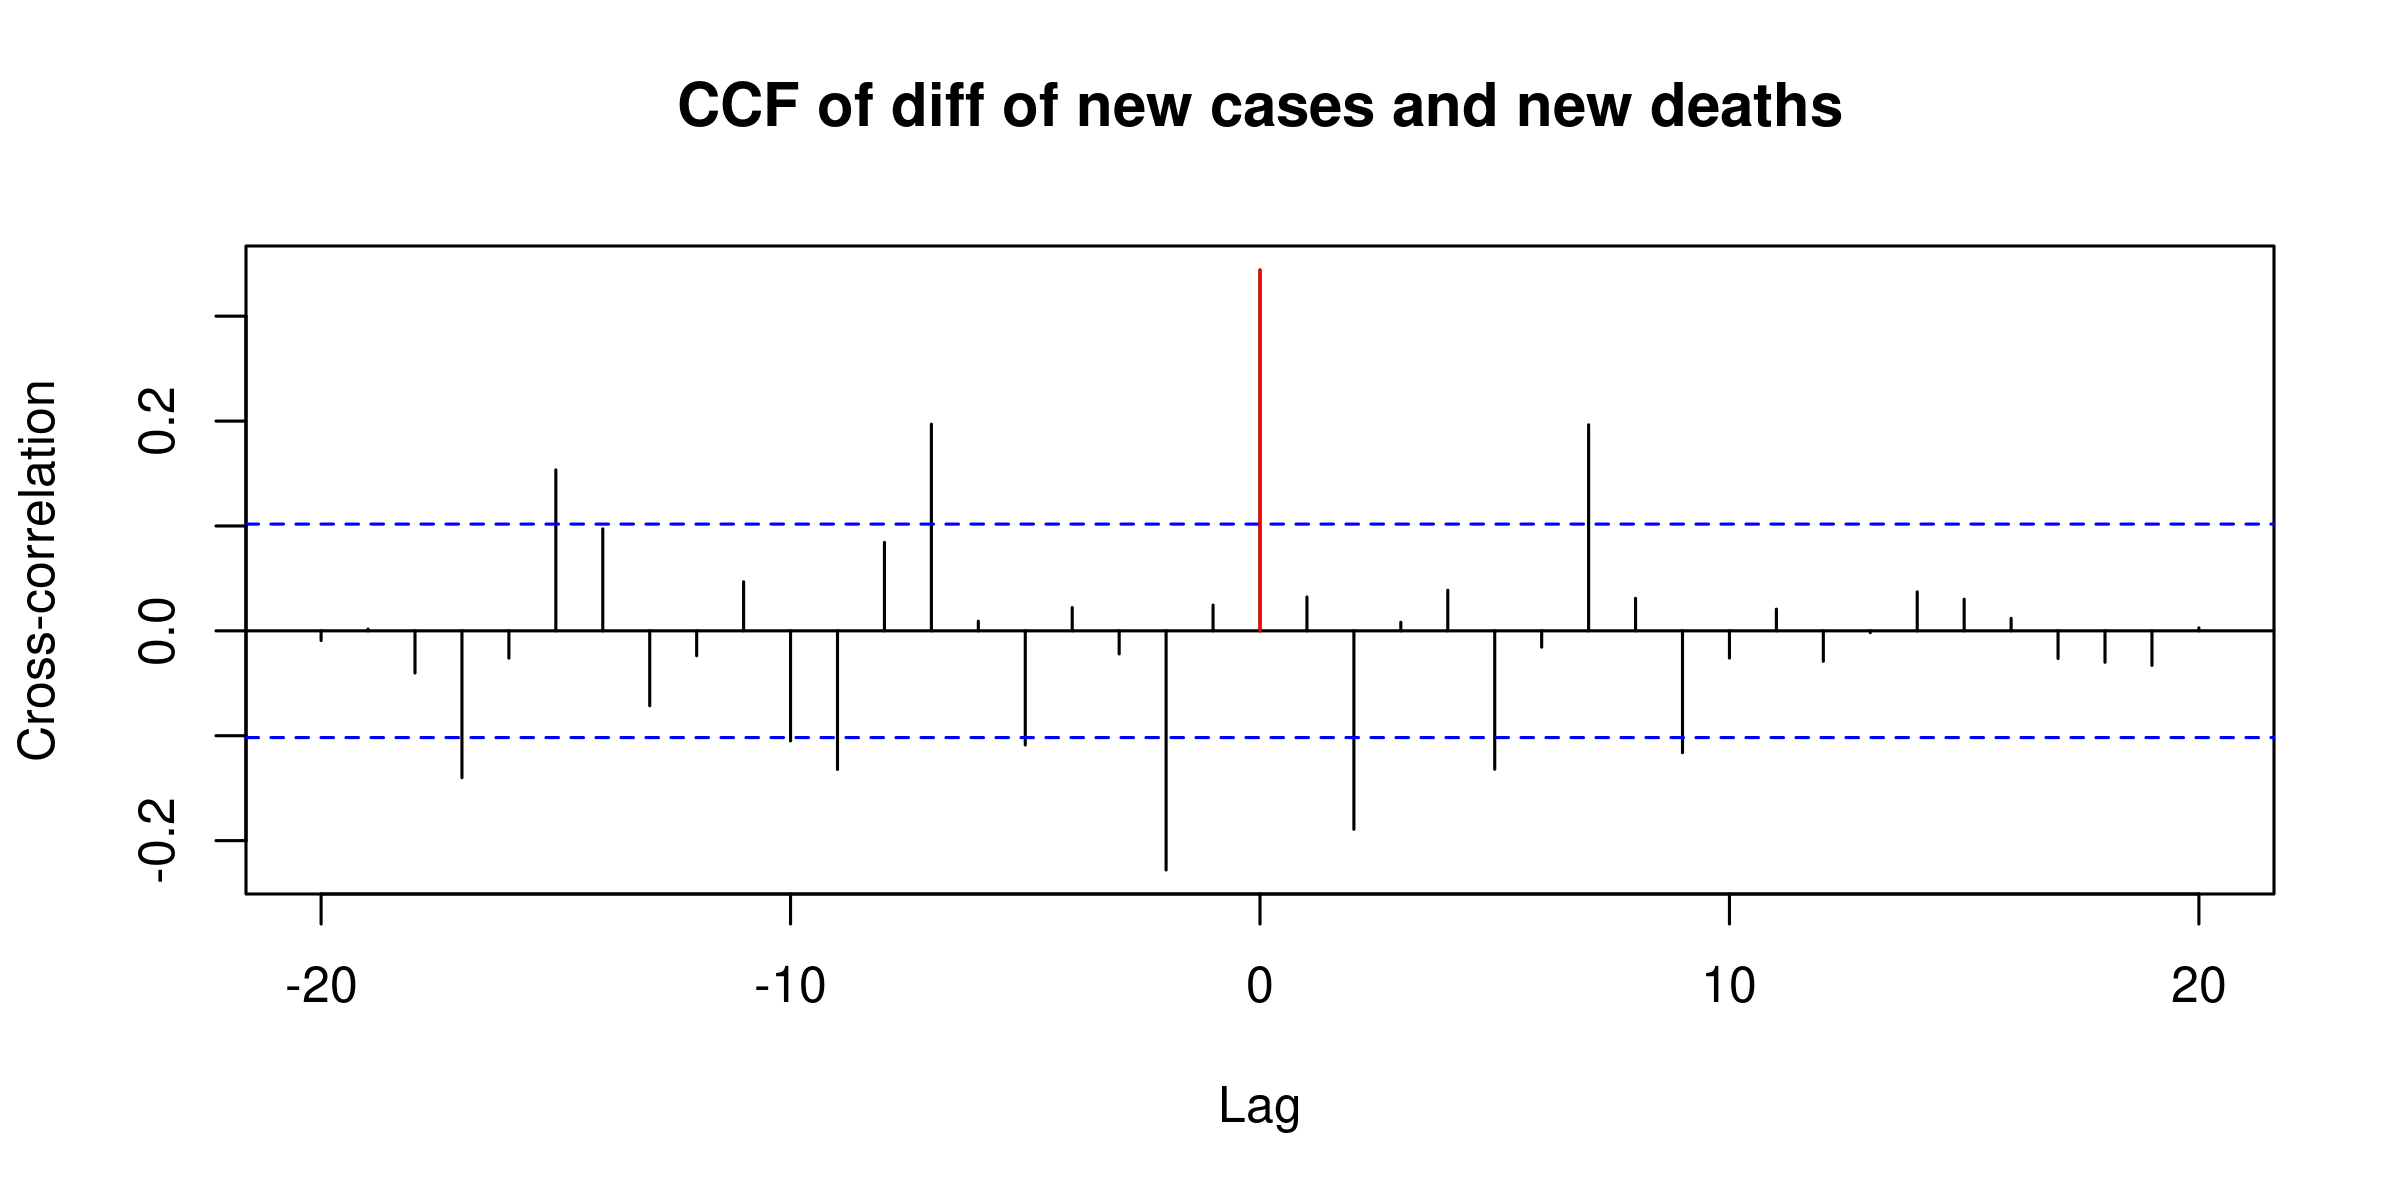 CCF of diff of new cases and new deaths
Cross-correlation
0.2
0.0
-0.2
-20 -10 0 10 20
Lag